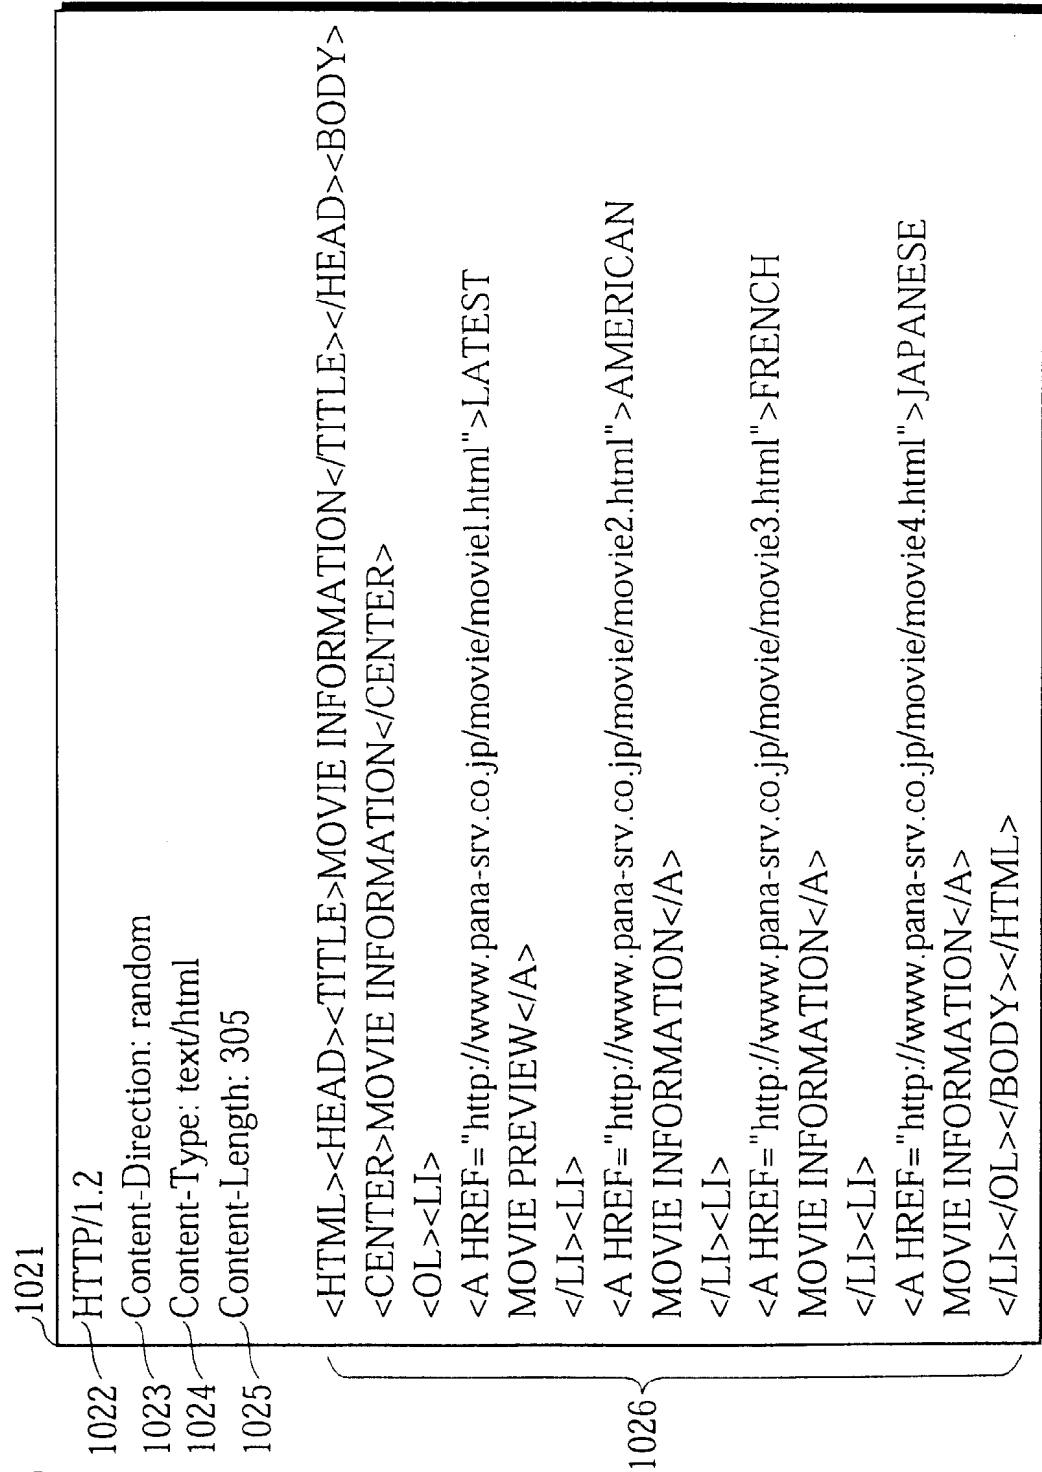 1021
1022 HTTP/1.2
1023 Content-Direction: random
1024 Content-Type: text/html
1025 Content-Length: 305
1026
<HTML><HEAD><TITLE>MOVIE INFORMATION</TITLE></HEAD><BODY>
<CENTER>MOVIE INFORMATION</CENTER>
<OL><LI>
<A HREF="http://www.pana-srv.co.jp/movie/movie1.html">LATEST
MOVIE PREVIEW</A>
</LI><LI>
<A HREF="http://www.pana-srv.co.jp/movie/movie2.html">AMERICAN
MOVIE INFORMATION</A>
</LI><LI>
<A HREF="http://www.pana-srv.co.jp/movie/movie3.html">FRENCH
MOVIE INFORMATION</A>
</LI><LI>
<A HREF="http://www.pana-srv.co.jp/movie/movie4.html">JAPANESE
MOVIE INFORMATION</A>
</LI></OL></BODY></HTML>